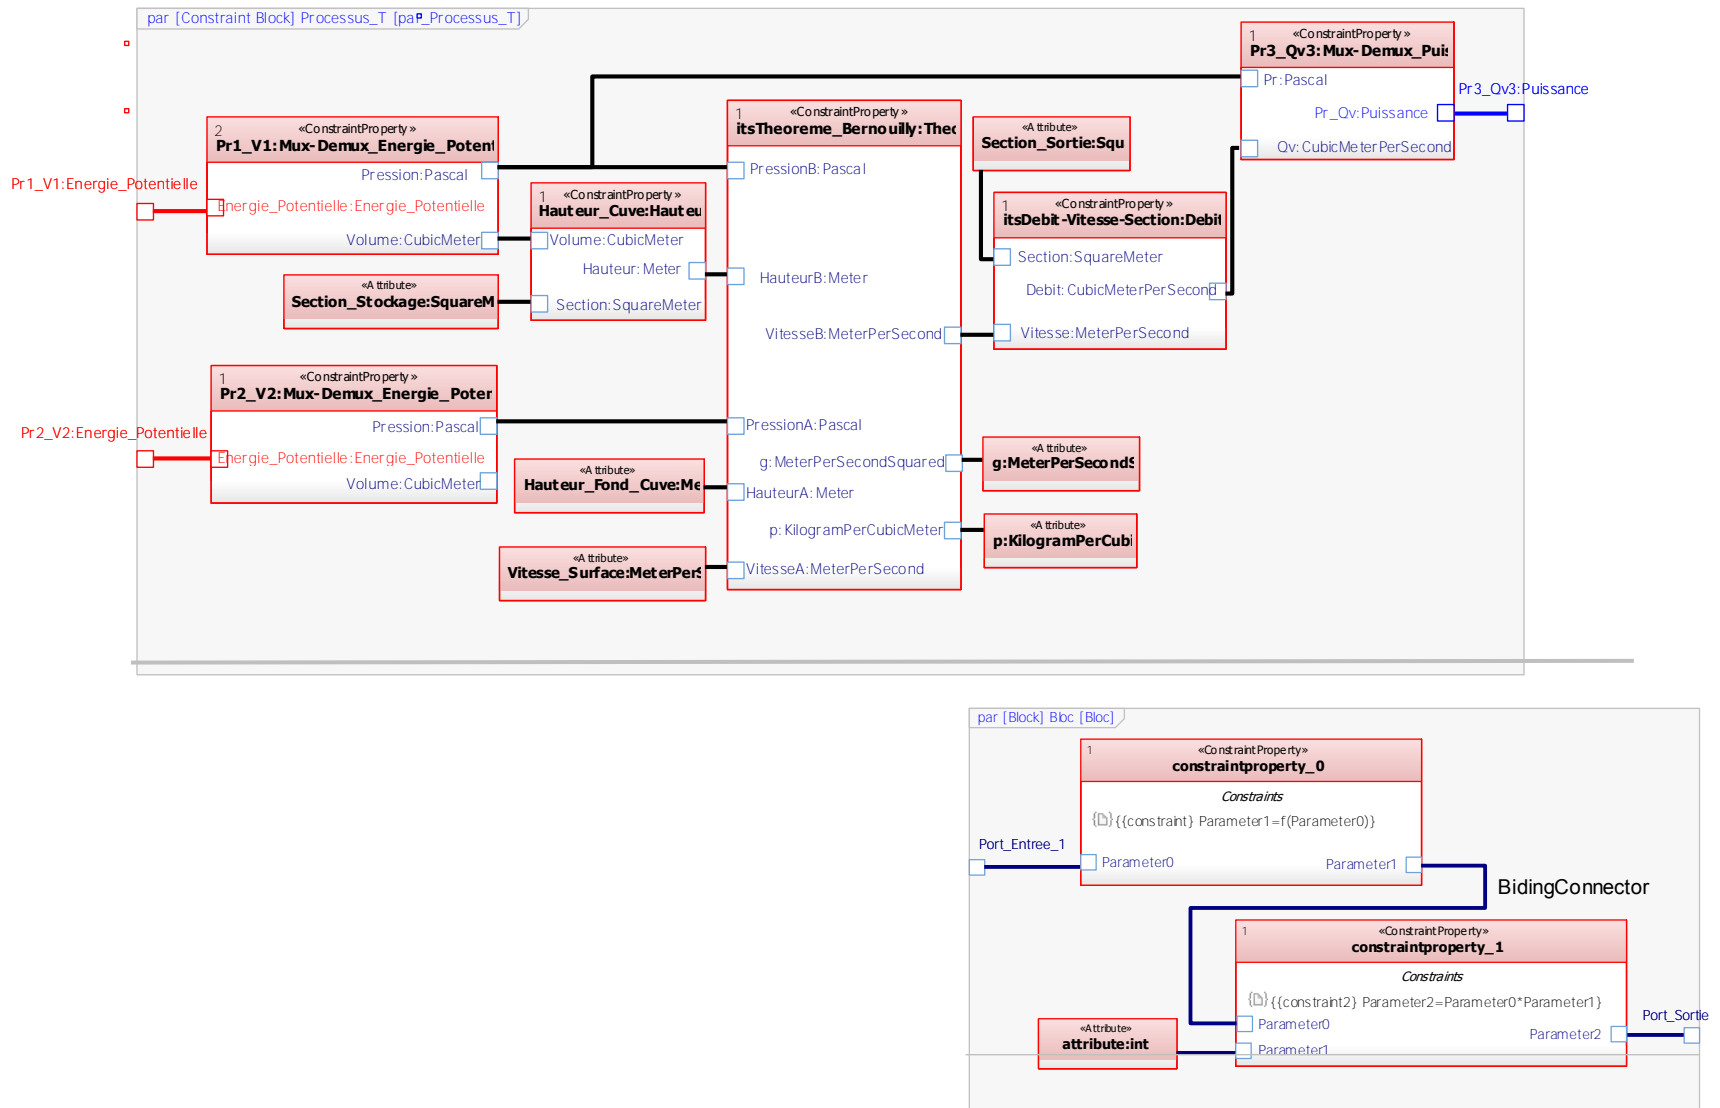 par [Constraint Block] Processus_T [par_Processus_T]
1
«ConstraintProperty»
Pr3_Qv3:Mux-Demux_Puis
Pr:Pascal
Pr3_Qv3:Puissance
Pr_Qv:Puissance
Qv:CubicMeterPerSecond
2
«ConstraintProperty»
Pr1_V1:Mux-Demux_Energie_Potent
Pression:Pascal
Pr1_V1:Energie_Potentielle
Energie_Potentielle:Energie_Potentielle
Volume:CubicMeter
1
«ConstraintProperty»
Hauteur_Cuve:Hauteu
Volume:CubicMeter
Hauteur:Meter
Section:SquareMeter
«Attribute»
Section_Stockage:SquareM
1
«ConstraintProperty»
itsTheoreme_Bernouilly:Theo
PressionB:Pascal
HauteurB:Meter
VitesseB:MeterPerSecond
PressionA:Pascal
g:MeterPerSecondSquared
HauteurA:Meter
p:KilogramPerCubicMeter
VitesseA:MeterPerSecond
«Attribute»
Section_Sortie:Squ
1
«ConstraintProperty»
itsDebit-Vitesse-Section:Debit
Section:SquareMeter
Debit:CubicMeterPerSecond
Vitesse:MeterPerSecond
1
«ConstraintProperty»
Pr2_V2:Mux-Demux_Energie_Poter
Pression:Pascal
Pr2_V2:Energie_Potentielle
Energie_Potentielle:Energie_Potentielle
Volume:CubicMeter
«Attribute»
Hauteur_Fond_Cuve:Me
«Attribute»
Vitesse_Surface:MeterPerS
«Attribute»
g:MeterPerSecondS
«Attribute»
p:KilogramPerCubi
par [Block] Bloc [Bloc]
1
«ConstraintProperty»
constraintproperty_0
Constraints
{{constraint} Parameter1=f(Parameter0)}
Port_Entree_1
Parameter0
Parameter1
BidingConnector
1
«ConstraintProperty»
constraintproperty_1
Constraints
{{constraint2} Parameter2=Parameter0*Parameter1}
Parameter0
Parameter2
Port_Sortie
Parameter1
«Attribute»
attribute:int